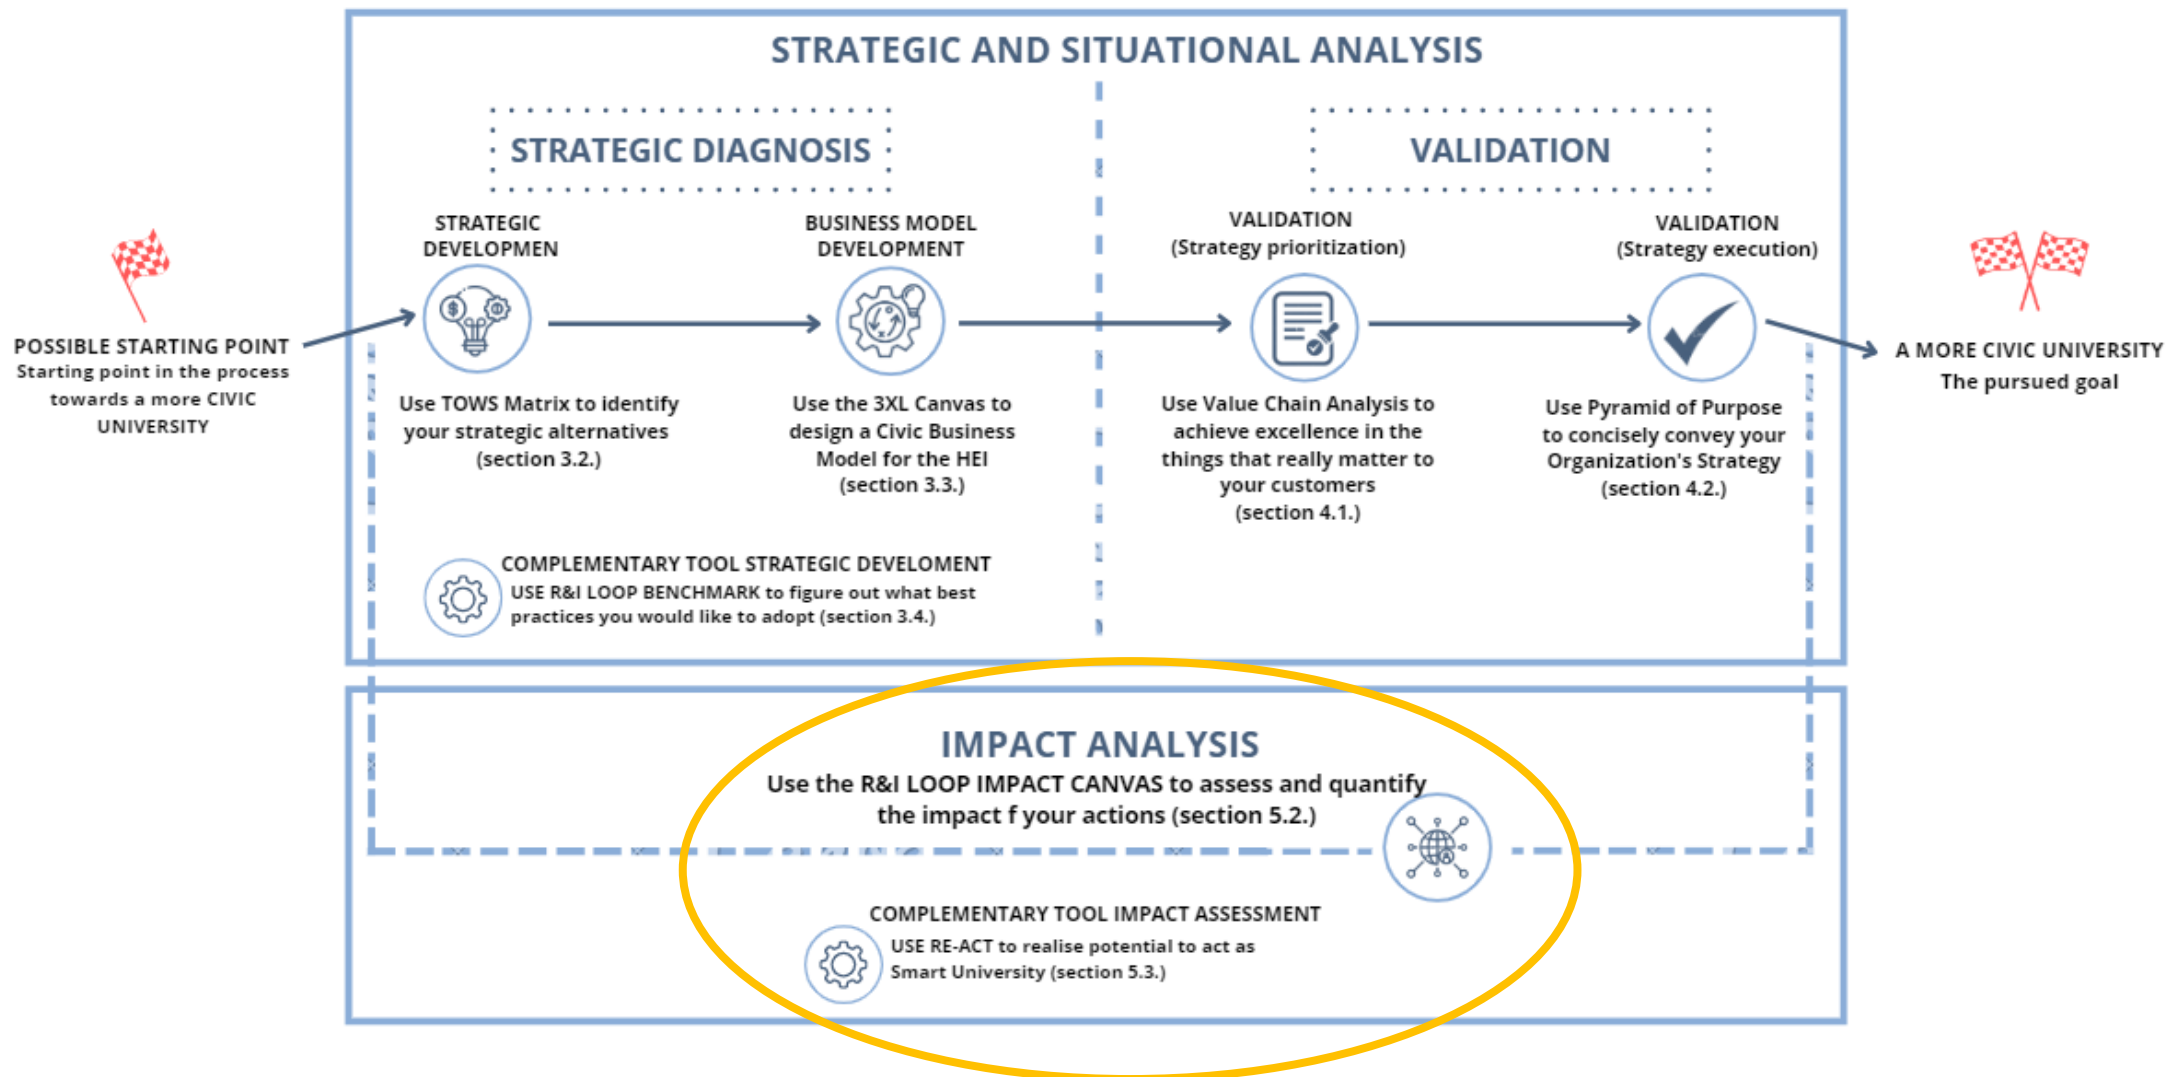 STRATEGIC AND SITUATIONAL ANALYSIS
STRATEGIC DIAGNOSIS
VALIDATION
POSSIBLE STARTING POINT
Starting point in the process
towards a more CIVIC
UNIVERSITY
STRATEGIC
DEVELOPMEN
Use TOWS Matrix to identify
your strategic alternatives
(section 3.2.)
BUSINESS MODEL
DEVELOPMENT
Use the 3XL Canvas to
design a Civic Business
Model for the HEI
(section 3.3.)
VALIDATION
(Strategy prioritization)
Use Value Chain Analysis to
achieve excellence in the
things that really matter to
your customers
(section 4.1.)
VALIDATION
(Strategy execution)
Use Pyramid of Purpose
to concisely convey your
Organization's Strategy
(section 4.2.)
A MORE CIVIC UNIVERSITY
The pursued goal
COMPLEMENTARY TOOL STRATEGIC DEVELOMENT
USE R&I LOOP BENCHMARK to figure out what best
practices you would like to adopt (section 3.4.)
IMPACT ANALYSIS
Use the R&I LOOP IMPACT CANVAS to assess and quantify
the impact f your actions (section 5.2.)
COMPLEMENTARY TOOL IMPACT ASSESSMENT
USE RE-ACT to realise potential to act as
Smart University (section 5.3.)